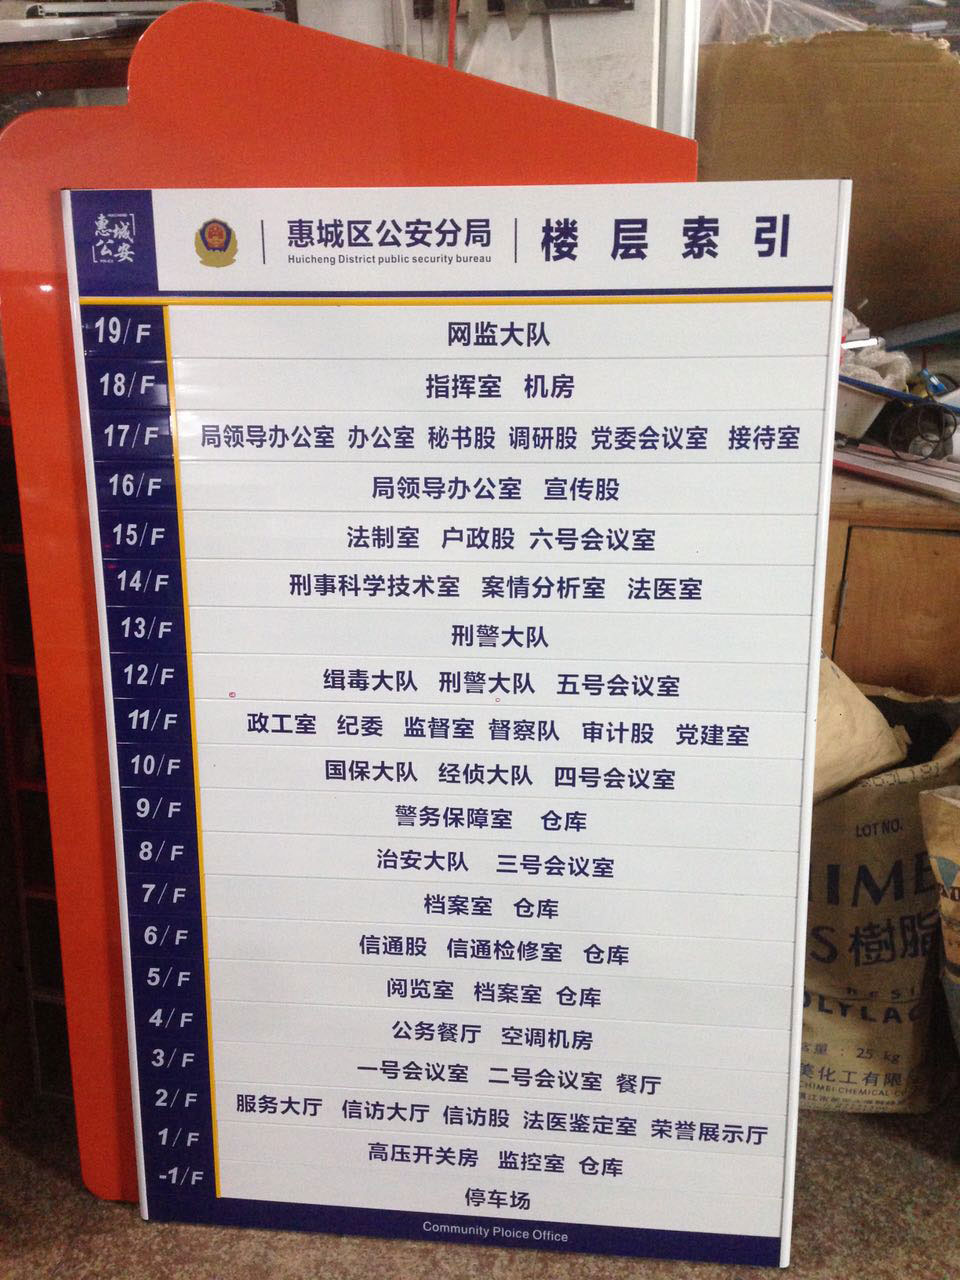 惠城
公安
惠城区公安分局
Huicheng District public security bureau
楼层索引
19/F 网监大队
18/F 指挥室 机房
17/F 局领导办公室 办公室 秘书股 调研股 党委会议室 接待室
16/F 局领导办公室 宣传股
15/F 法制室 户政股 六号会议室
14/F 刑事科学技术室 案情分析室 法医室
13/F 刑警大队
12/F 缉毒大队 刑警大队 五号会议室
11/F 政工室 纪委 监督室 督察队 审计股 党建室
10/F 国保大队 经侦大队 四号会议室
9/F 警务保障室 仓库
8/F 治安大队 三号会议室
7/F 档案室 仓库
6/F 信通股 信通检修室 仓库
5/F 阅览室 档案室 仓库
4/F 公务餐厅 空调机房
3/F 一号会议室 二号会议室 餐厅
2/F 服务大厅 信访大厅 信访股 法医鉴定室 荣誉展示厅
1/F 高压开关房 监控室 仓库
-1/F 停车场
Community Ploice Office
LOT NO.
IME
S樹脂
OLYLAC
量：25 kg
美化工有限
CHIMEI-CHEMICAL-C